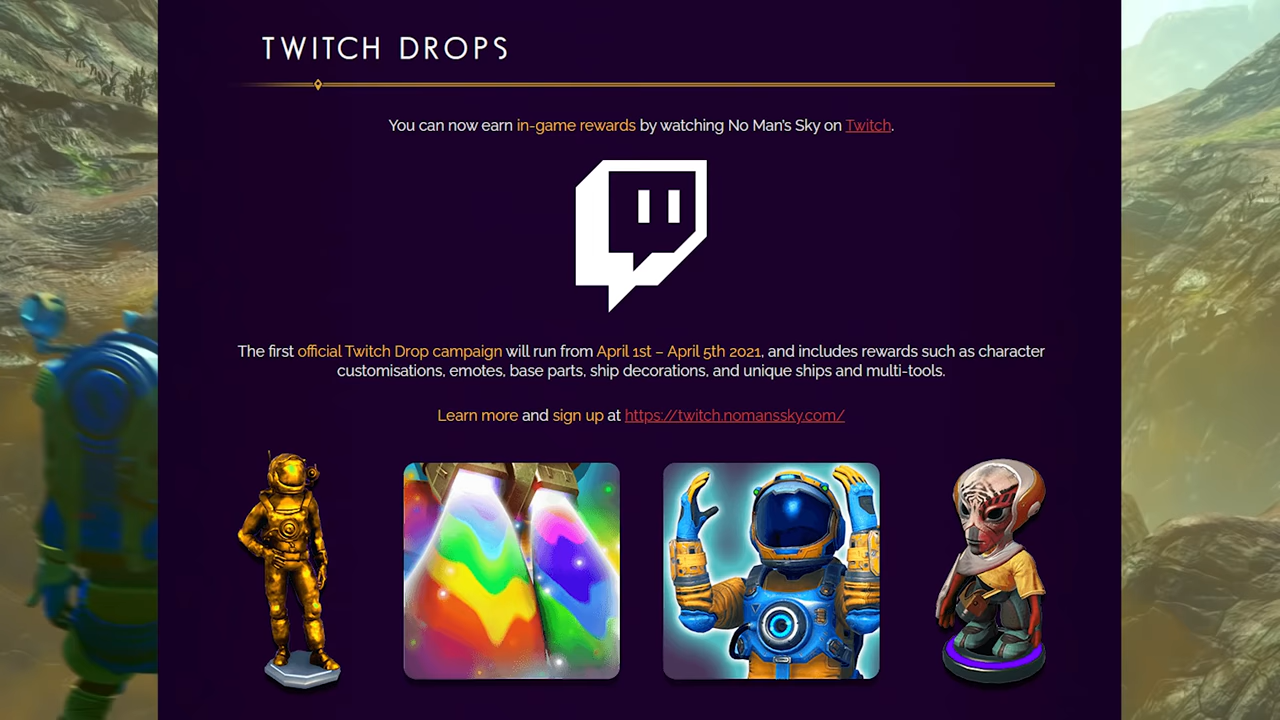 TWITCH DROPS
You can now earn in-game rewards by watching No Man's Sky on Twitch.
The first official Twitch Drop campaign will run from April 1st – April 5th 2021, and includes rewards such as character
customisations, emotes, base parts, ship decorations, and unique ships and multi-tools.
Learn more and sign up at https://twitch.nomanssky.com/